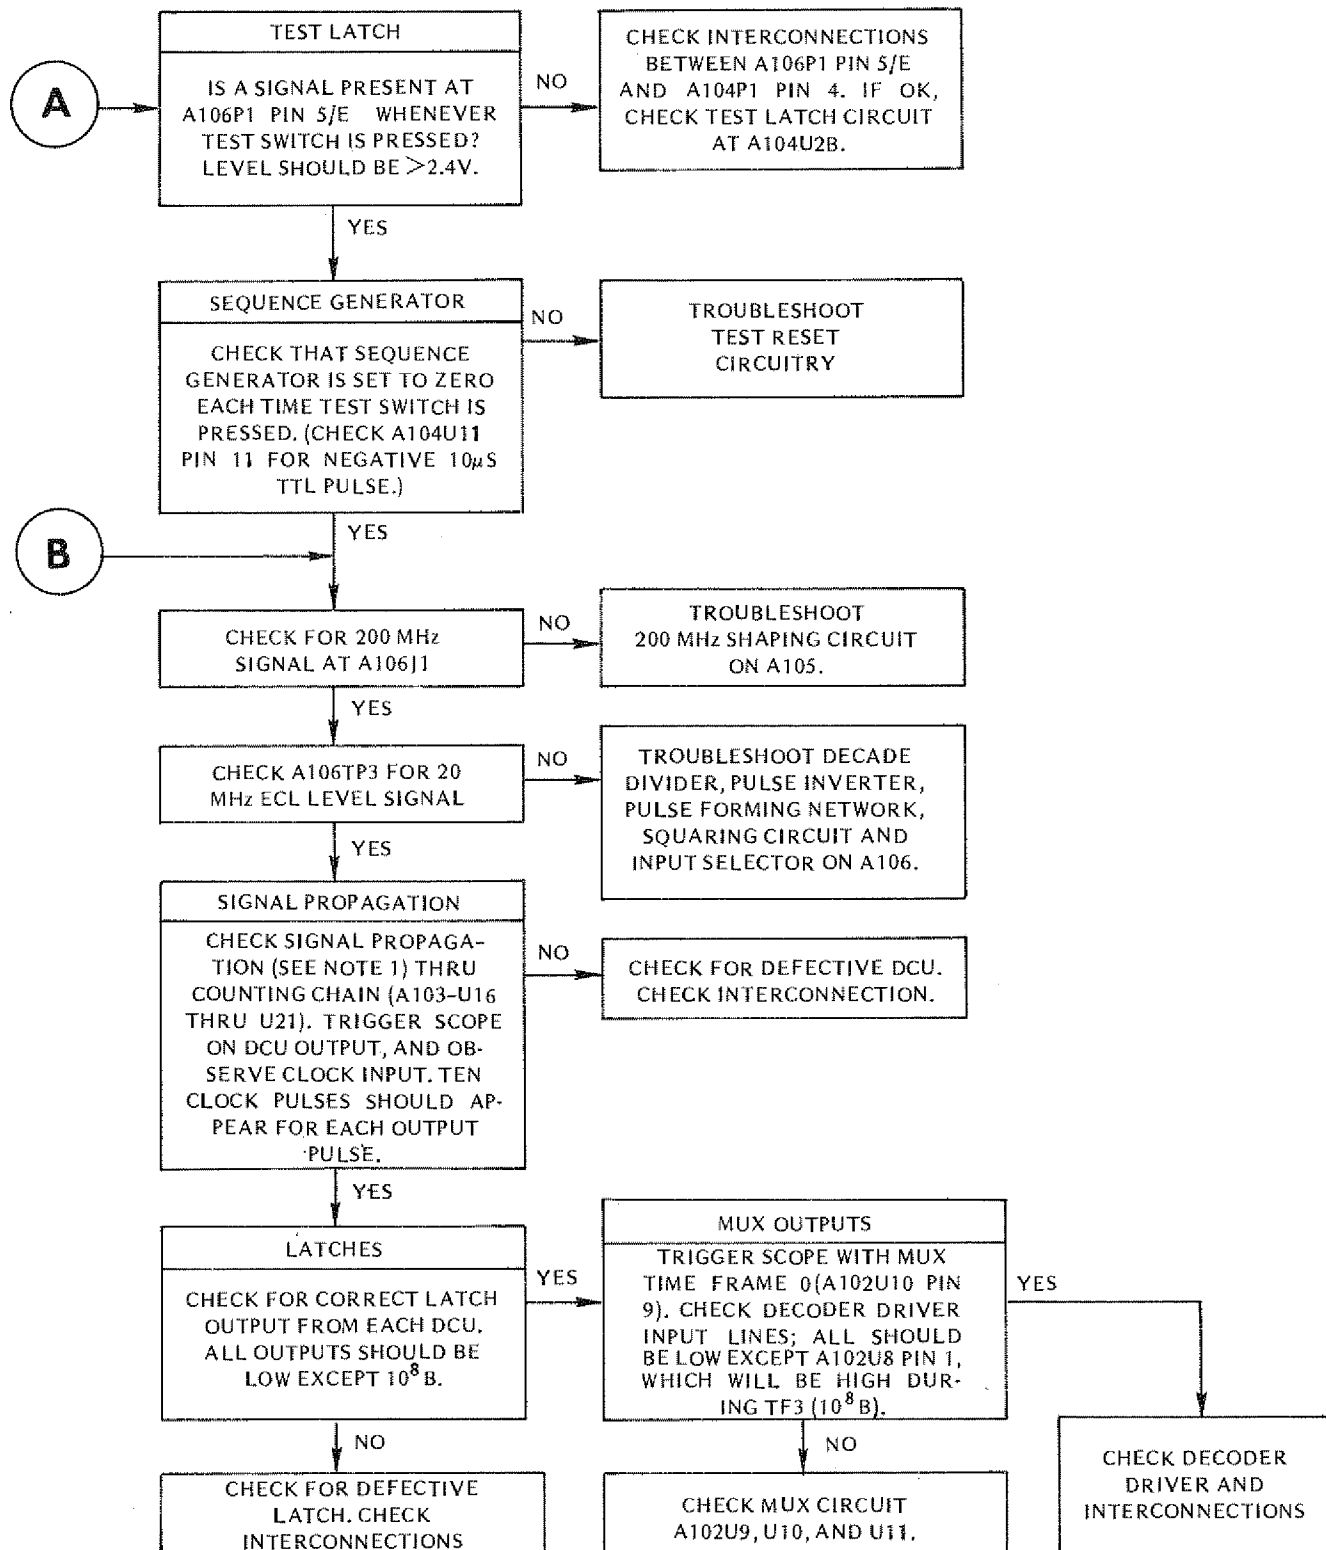 A
TEST LATCH
IS A SIGNAL PRESENT AT
A106P1 PIN 5/E WHENEVER
TEST SWITCH IS PRESSED?
LEVEL SHOULD BE >2.4V.
NO
CHECK INTERCONNECTIONS
BETWEEN A106P1 PIN 5/E
AND A104P1 PIN 4. IF OK,
CHECK TEST LATCH CIRCUIT
AT A104U2B.
YES
SEQUENCE GENERATOR
CHECK THAT SEQUENCE
GENERATOR IS SET TO ZERO
EACH TIME TEST SWITCH IS
PRESSED. (CHECK A104U11
PIN 11 FOR NEGATIVE 10µS
TTL PULSE.)
NO
TROUBLESHOOT
TEST RESET
CIRCUITRY
YES
B
CHECK FOR 200 MHz
SIGNAL AT A106J1
NO
TROUBLESHOOT
200 MHz SHAPING CIRCUIT
ON A105.
YES
CHECK A106TP3 FOR 20
MHz ECL LEVEL SIGNAL
NO
TROUBLESHOOT DECADE
DIVIDER, PULSE INVERTER,
PULSE FORMING NETWORK,
SQUARING CIRCUIT AND
INPUT SELECTOR ON A106.
YES
SIGNAL PROPAGATION
CHECK SIGNAL PROPAGA-
TION (SEE NOTE 1) THRU
COUNTING CHAIN (A103-U16
THRU U21). TRIGGER SCOPE
ON DCU OUTPUT, AND OB-
SERVE CLOCK INPUT. TEN
CLOCK PULSES SHOULD AP-
PEAR FOR EACH OUTPUT
PULSE.
NO
CHECK FOR DEFECTIVE DCU.
CHECK INTERCONNECTION.
YES
LATCHES
CHECK FOR CORRECT LATCH
OUTPUT FROM EACH DCU.
ALL OUTPUTS SHOULD BE
LOW EXCEPT 10⁸ B.
YES
MUX OUTPUTS
TRIGGER SCOPE WITH MUX
TIME FRAME 0(A102U10 PIN
9). CHECK DECODER DRIVER
INPUT LINES; ALL SHOULD
BE LOW EXCEPT A102U8 PIN 1,
WHICH WILL BE HIGH DUR-
ING TF3 (10⁸ B).
YES
NO
CHECK FOR DEFECTIVE
LATCH. CHECK
INTERCONNECTIONS
NO
CHECK MUX CIRCUIT
A102U9, U10, AND U11.
CHECK DECODER
DRIVER AND
INTERCONNECTIONS